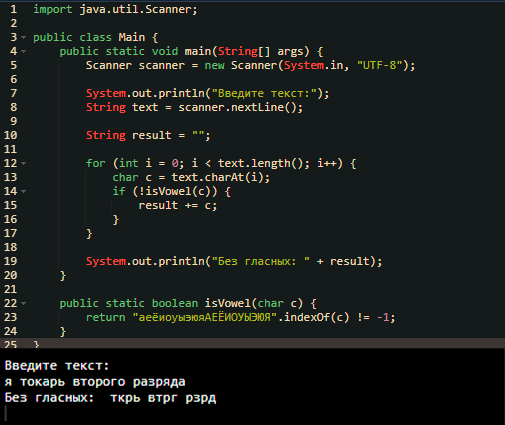 1 import java.util.Scanner;
2
3 public class Main {
4 public static void main(String[] args) {
5 Scanner scanner = new Scanner(System.in, "UTF-8");
6
7 System.out.println("Введите текст:");
8 String text = scanner.nextLine();
9
10 String result = "";
11
12 for (int i = 0; i < text.length(); i++) {
13 char c = text.charAt(i);
14 if (!isVowel(c)) {
15 result += c;
16 }
17 }
18
19 System.out.println("Без гласных: " + result);
20 }
21
22 public static boolean isVowel(char c) {
23 return "аеёиоуыэюяАЕЁИОУЫЭЮЯ".indexOf(c) != -1;
24 }
25 }
Введите текст:
я токарь второго разряда
Без гласных:  ткрь втрг рзрд